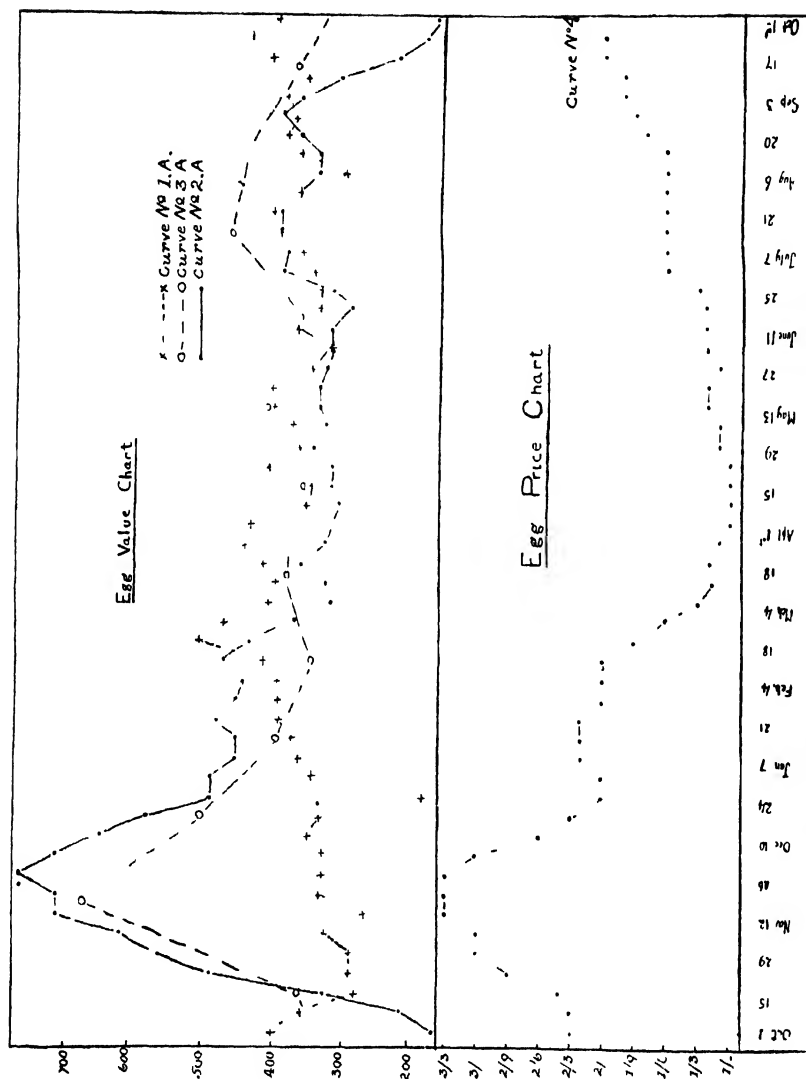 Egg Value Chart
x - - - x Curve No 1.A.
o - - - o Curve No 3 A
Curve No 2.A
700
600
500
400
300
200
Egg Price Chart
Curve No 4
3/3
3/
2/9
2/6
2/3
2/
1/9
1/6
1/3
1/.
Oct 1
15
29
Nov 12
26
Dec 10
24
Jan 7
21
Feb. 4
18
Mch 4
18
Apl 1st
15
29
May 13
27
June 11
25
July 7
21
Aug 6
20
Sep 3
17
Oct 1st